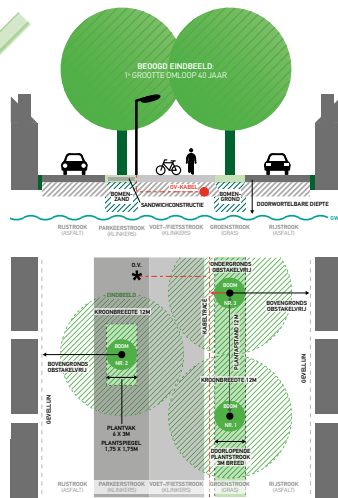 BEOOGD EINDBEELD:
1e GROOTTE OMLOOP 40 JAAR
OV-KABEL
BOMEN-
ZAND
SANDWICHCONSTRUCTIE
BOMEN-
GROND
DOORWORTELBARE DIEPTE
GW
RIJSTROOK
(ASFALT)
PARKEERSTROOK
(KLINKERS)
VOET-/FIETSSTROOK
(KLINKERS)
GROENSTROOK
(GRAS)
RIJSTROOK
(ASFALT)
O.V.
ONDERGRONDS
OBSTAKELVRIJ
EINDBEELD
KROONBREEDTE 12M
BOOM
NR. 3
BOVENGRONDS
OBSTAKELVRIJ
KABELTRACÉ
PLANTAFSTAND 12M
BOOM
NR. 2
BOVENGRONDS
OBSTAKELVRIJ
GEVELLIJN
GEVELLIJN
KROONBREEDTE 12M
PLANTVAK
6 X 3M
PLANTSPIEGEL
1,75 X 1,75M
BOOM
NR. 1
DOORLOPENDE
PLANTSTROOK
3M BREED
RIJSTROOK
(ASFALT)
PARKEERSTROOK
(KLINKERS)
VOET-/FIETSSTROOK
(KLINKERS)
GROENSTROOK
(GRAS)
RIJSTROOK
(ASFALT)